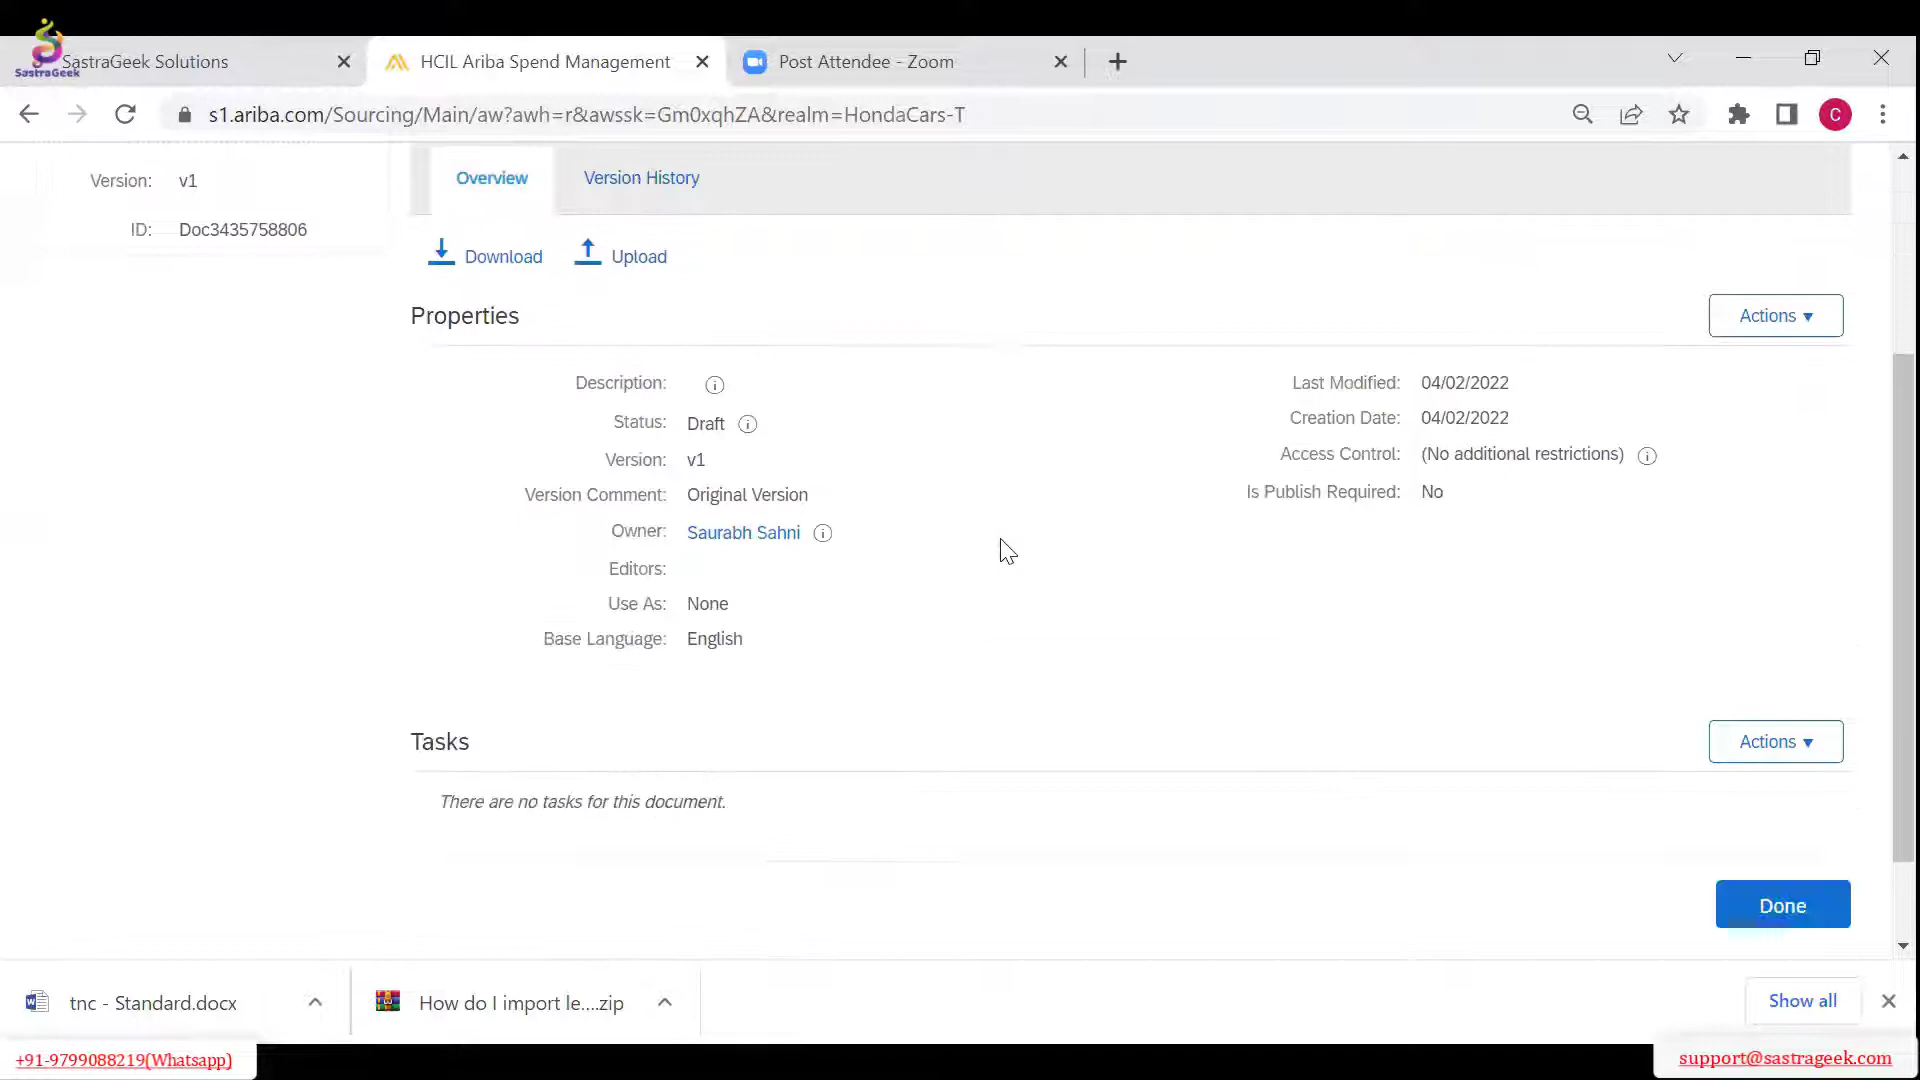 SastraGeek
SastraGeek Solutions
HCIL Ariba Spend Management
Post Attendee - Zoom
s1.ariba.com/Sourcing/Main/aw?awh=r&awssk=Gm0xqhZA&realm=HondaCars-T
C
Version: v1
ID: Doc3435758806
Overview
Version History
Download
Upload
Properties
Actions ▼
Description:
Status: Draft
Version: v1
Version Comment: Original Version
Owner: Saurabh Sahni
Editors:
Use As: None
Base Language: English
Last Modified: 04/02/2022
Creation Date: 04/02/2022
Access Control: (No additional restrictions)
Is Publish Required: No
Tasks
Actions ▼
There are no tasks for this document.
Done
tnc - Standard.docx
How do I import le....zip
Show all
+91-9799088219(Whatsapp)
support@sastrageek.com